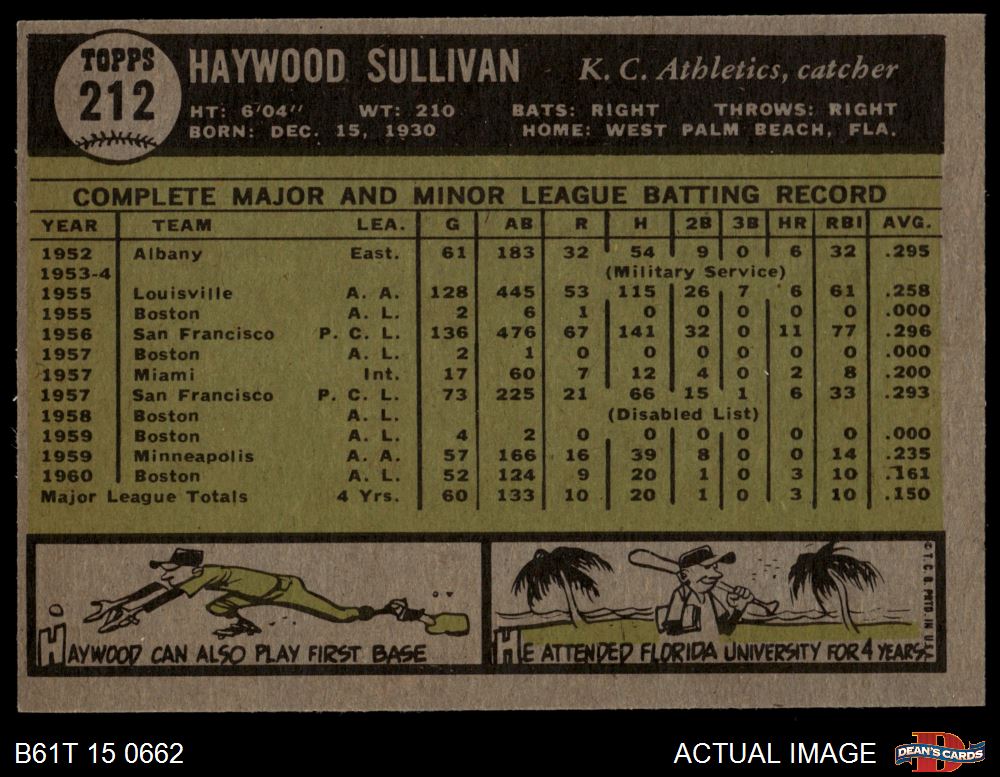 TOPPS
212
HAYWOOD SULLIVAN K. C. Athletics, catcher
HT: 6'04" WT: 210 BATS: RIGHT THROWS: RIGHT
BORN: DEC. 15, 1930 HOME: WEST PALM BEACH, FLA.
COMPLETE MAJOR AND MINOR LEAGUE BATTING RECORD
YEAR TEAM LEA. G AB R H 2B 3B HR RBI AVG.
1952 Albany East. 61 183 32 54 9 0 6 32 .295
1953-4 (Military Service)
1955 Louisville A. A. 128 445 53 115 26 7 6 61 .258
1955 Boston A. L. 2 6 1 0 0 0 0 0 .000
1956 San Francisco P. C. L. 136 476 67 141 32 0 11 77 .296
1957 Boston A. L. 2 1 0 0 0 0 0 0 .000
1957 Miami Int. 17 60 7 12 4 0 2 8 .200
1957 San Francisco P. C. L. 73 225 21 66 15 1 6 33 .293
1958 Boston A. L. (Disabled List)
1959 Boston A. L. 4 2 0 0 0 0 0 0 .000
1959 Minneapolis A. A. 57 166 16 39 8 0 0 14 .235
1960 Boston A. L. 52 124 9 20 1 0 3 10 .161
Major League Totals 4 Yrs. 60 133 10 20 1 0 3 10 .150
HAYWOOD CAN ALSO PLAY FIRST BASE
HE ATTENDED FLORIDA UNIVERSITY FOR 4 YEARS.
© T. C. G. PRTD. IN U.S.
B61T 15 0662 ACTUAL IMAGE DEAN'S CARDS